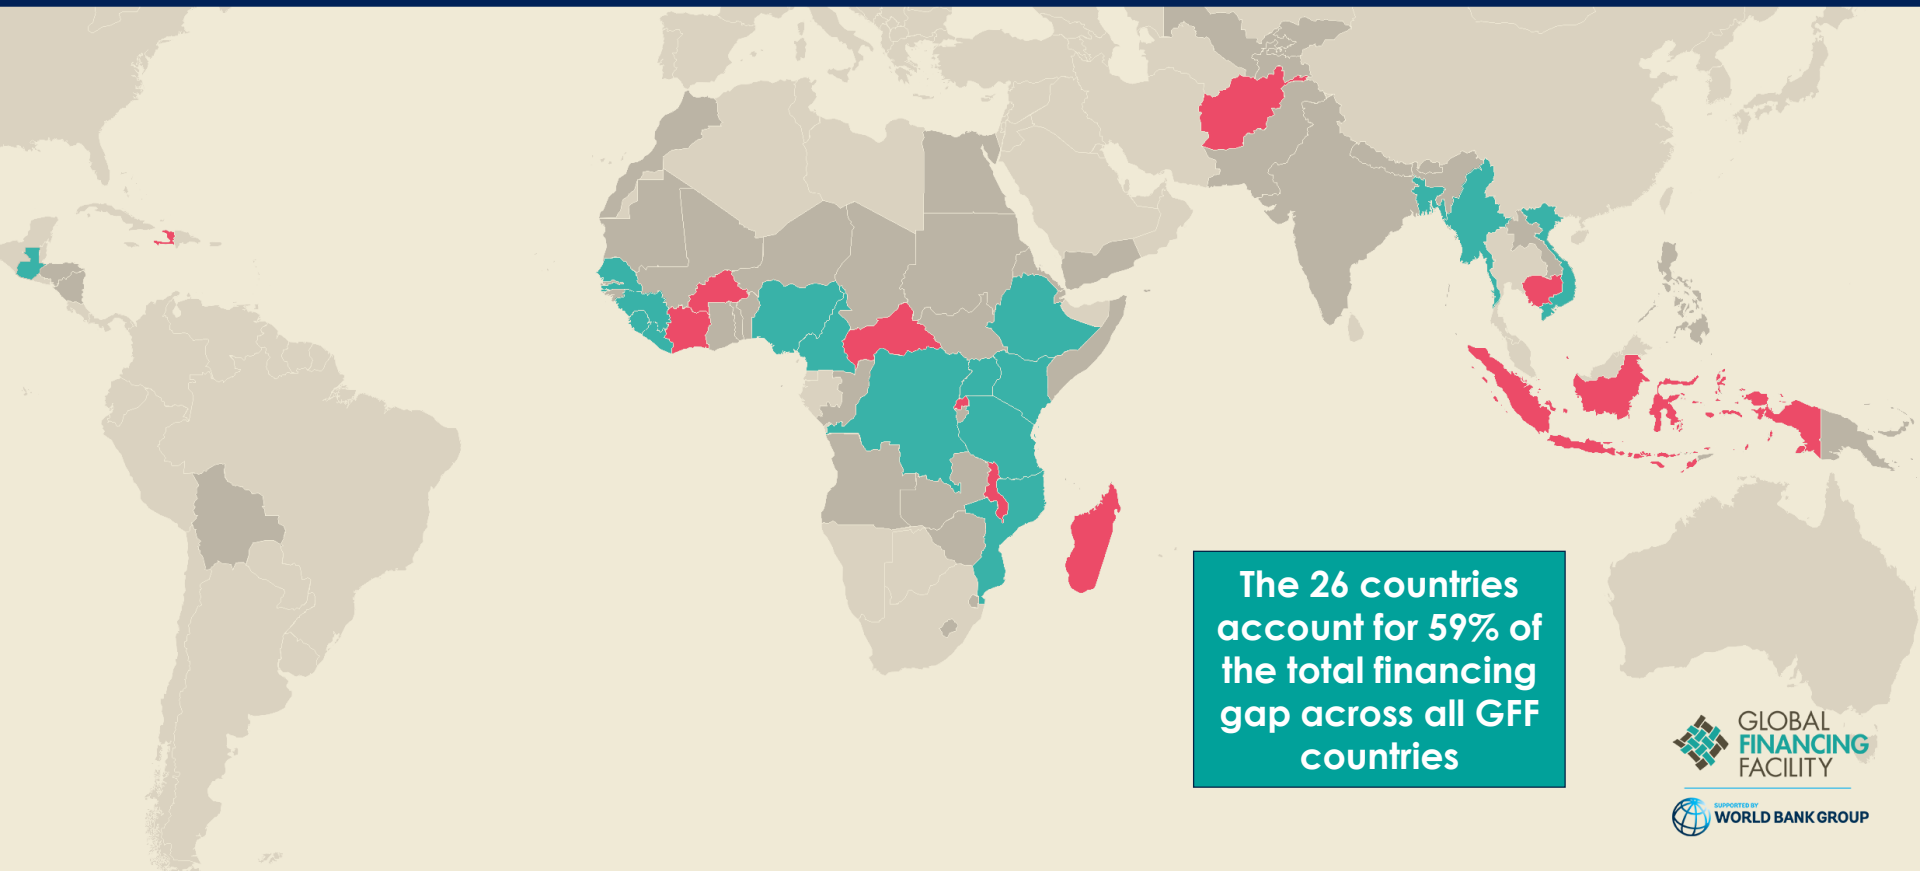 The 26 countries
account for 59% of
the total financing
gap across all GFF
countries
GLOBAL
FINANCING
FACILITY
SUPPORTED BY
WORLD BANK GROUP